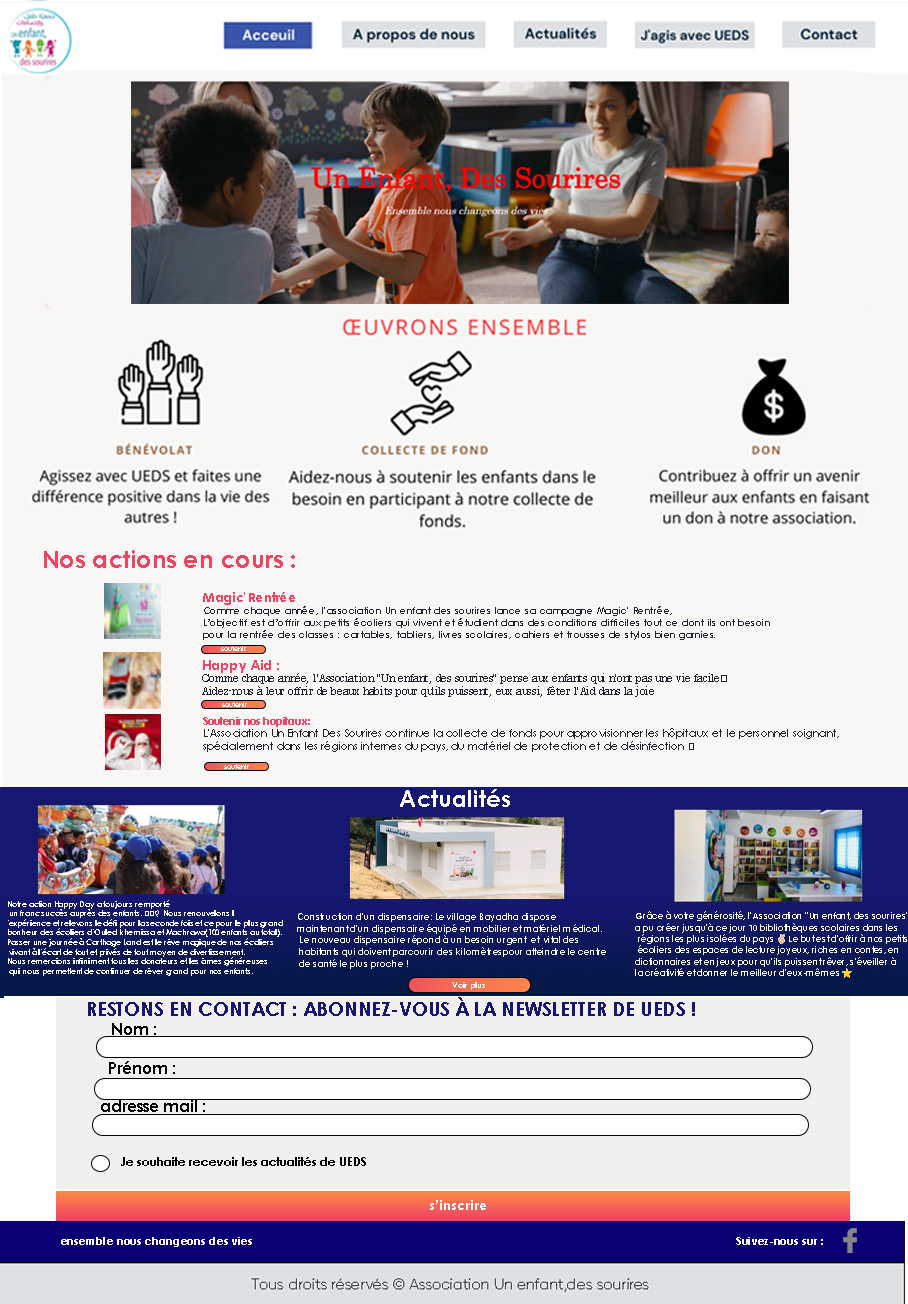 un enfant,
des sourires
Acceuil
A propos de nous
Actualités
J'agis avec UEDS
Contact
Un Enfant, Des Sourires
Ensemble nous changeons des vies
ŒUVRONS ENSEMBLE
BÉNÉVOLAT
Agissez avec UEDS et faites une
différence positive dans la vie des
autres !
COLLECTE DE FOND
Aidez-nous à soutenir les enfants dans le
besoin en participant à notre collecte de
fonds.
DON
Contribuez à offrir un avenir
meilleur aux enfants en faisant
un don à notre association.
Nos actions en cours :
Magic' Rentrée
Comme chaque année, l'association Un enfant des sourires lance sa campagne Magic' Rentrée,
L'objectif est d'offrir aux petits écoliers qui vivent et étudient dans des conditions difficiles tout ce dont ils ont besoin
pour la rentrée des classes : cartables, tabliers, livres scolaires, cahiers et trousses de stylos bien garnies.
soutenir
Happy Aid :
Comme chaque année, l'Association "Un enfant, des sourires" pense aux enfants qui n'ont pas une vie facile
Aidez-nous à leur offrir de beaux habits pour qu'ils puissent, eux aussi, fêter l'Aid dans la joie
soutenir
Soutenir nos hopitaux:
L'Association Un Enfant Des Sourires continue la collecte de fonds pour approvisionner les hôpitaux et le personnel soignant,
spécialement dans les régions internes du pays, du matériel de protection et de désinfection
soutenir
Actualités
Notre action Happy Day a toujours remporté
un franc succès auprès des enfants. Nous renouvelons l
'expérience et relevons le défi pour la seconde fois et ce pour le plus grand
bonheur des écoliers d'Ouled khemissa et Machrawa(100 enfants au total).
Passer une journée à Carthage Land est le rêve magique de nos écoliers
vivant à l'écart de tout et privés de tout moyen de divertissement.
Nous remercions infiniment tous les donateurs et les âmes généreuses
qui nous permettent de continuer de rêver grand pour nos enfants.
Construction d'un dispensaire: Le village Bayadha dispose
maintenant d'un dispensaire équipé en mobilier et matériel médical.
Le nouveau dispensaire répond à un besoin urgent et vital des
habitants qui doivent parcourir des kilomètres pour atteindre le centre
de santé le plus proche !
Voir plus
Grâce à votre générosité, l'Association "Un enfant, des sourires"
a pu créer jusqu'à ce jour 10 bibliothèques scolaires dans les
régions les plus isolées du pays ✌ Le but est d'offrir à nos petits
écoliers des espaces de lecture joyeux, riches en contes, en
dictionnaires et en jeux pour qu'ils puissent rêver, s'éveiller à
la créativité et donner le meilleur d'eux-mêmes ⭐
RESTONS EN CONTACT : ABONNEZ-VOUS À LA NEWSLETTER DE UEDS !
Nom :
Prénom :
adresse mail :
Je souhaite recevoir les actualités de UEDS
s'inscrire
ensemble nous changeons des vies
Suivez-nous sur :
Tous droits réservés © Association Un enfant,des sourires